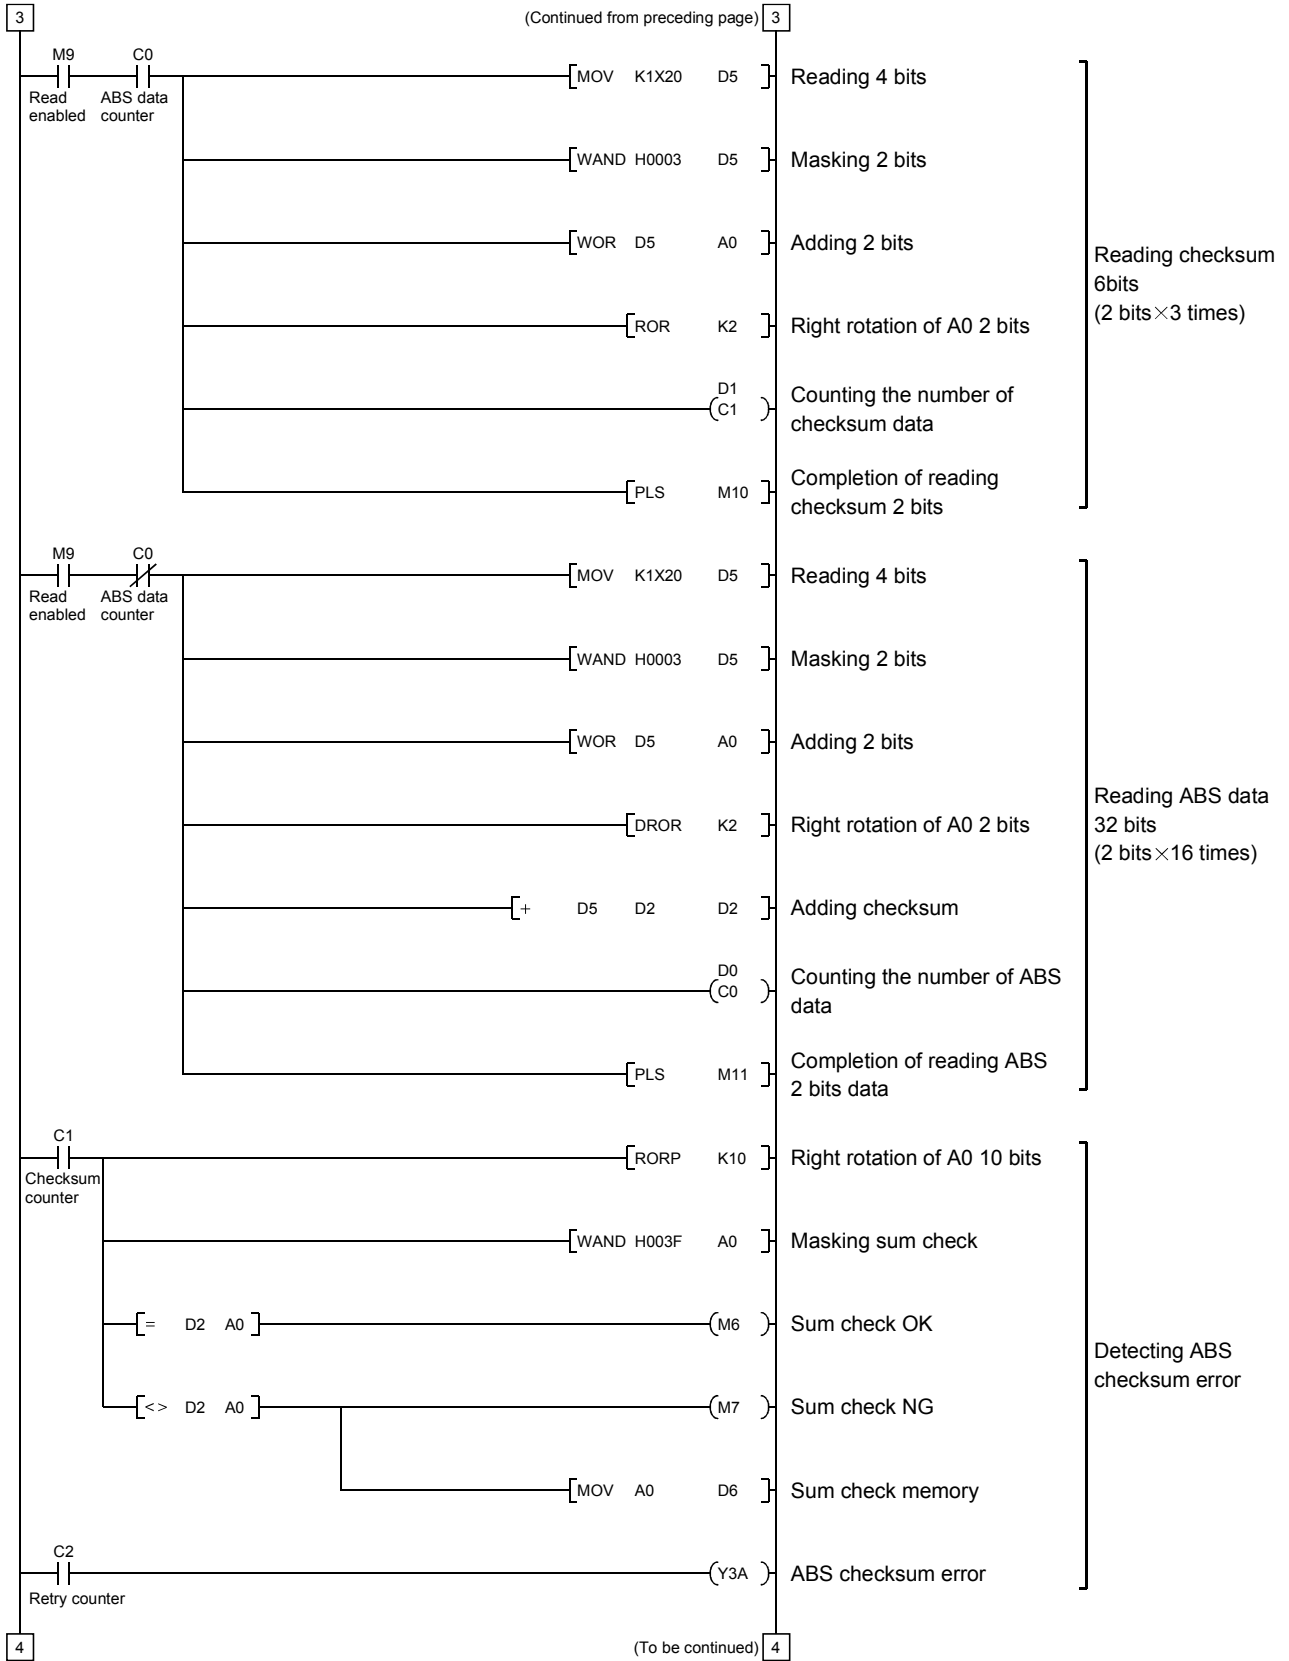 3 (Continued from preceding page) 3
M9 C0
MOV K1X20 D5 Reading 4 bits
Read enabled ABS data counter
WAND H0003 D5 Masking 2 bits
WOR D5 A0 Adding 2 bits
Reading checksum
6bits
(2 bits×3 times)
ROR K2 Right rotation of A0 2 bits
D1
C1 Counting the number of
checksum data
PLS M10 Completion of reading
checksum 2 bits
M9 C0
MOV K1X20 D5 Reading 4 bits
Read enabled ABS data counter
WAND H0003 D5 Masking 2 bits
WOR D5 A0 Adding 2 bits
Reading ABS data
32 bits
(2 bits×16 times)
DROR K2 Right rotation of A0 2 bits
+ D5 D2 D2 Adding checksum
D0
C0 Counting the number of ABS
data
PLS M11 Completion of reading ABS
2 bits data
C1
RORP K10 Right rotation of A0 10 bits
Checksum
counter
WAND H003F A0 Masking sum check
= D2 A0 M6 Sum check OK
Detecting ABS
checksum error
<> D2 A0 M7 Sum check NG
MOV A0 D6 Sum check memory
C2
Y3A ABS checksum error
Retry counter
4 (To be continued) 4